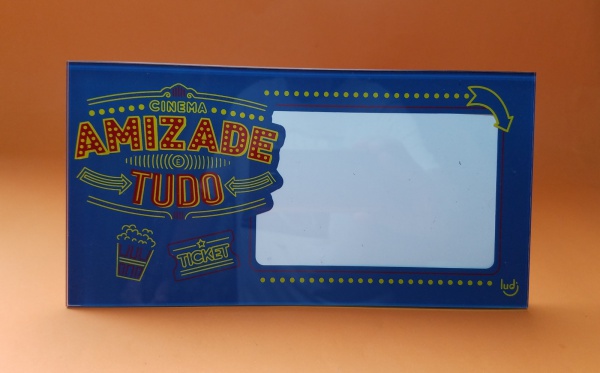 CINEMA
AMIZADE
É
TUDO
TICKET
ludi